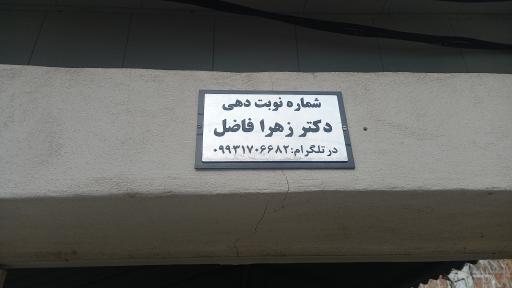 شماره نوبت دهی
دکتر زهرا فاضل
در تلگرام:۰۹۹۳۱۷۰۶۶۸۲